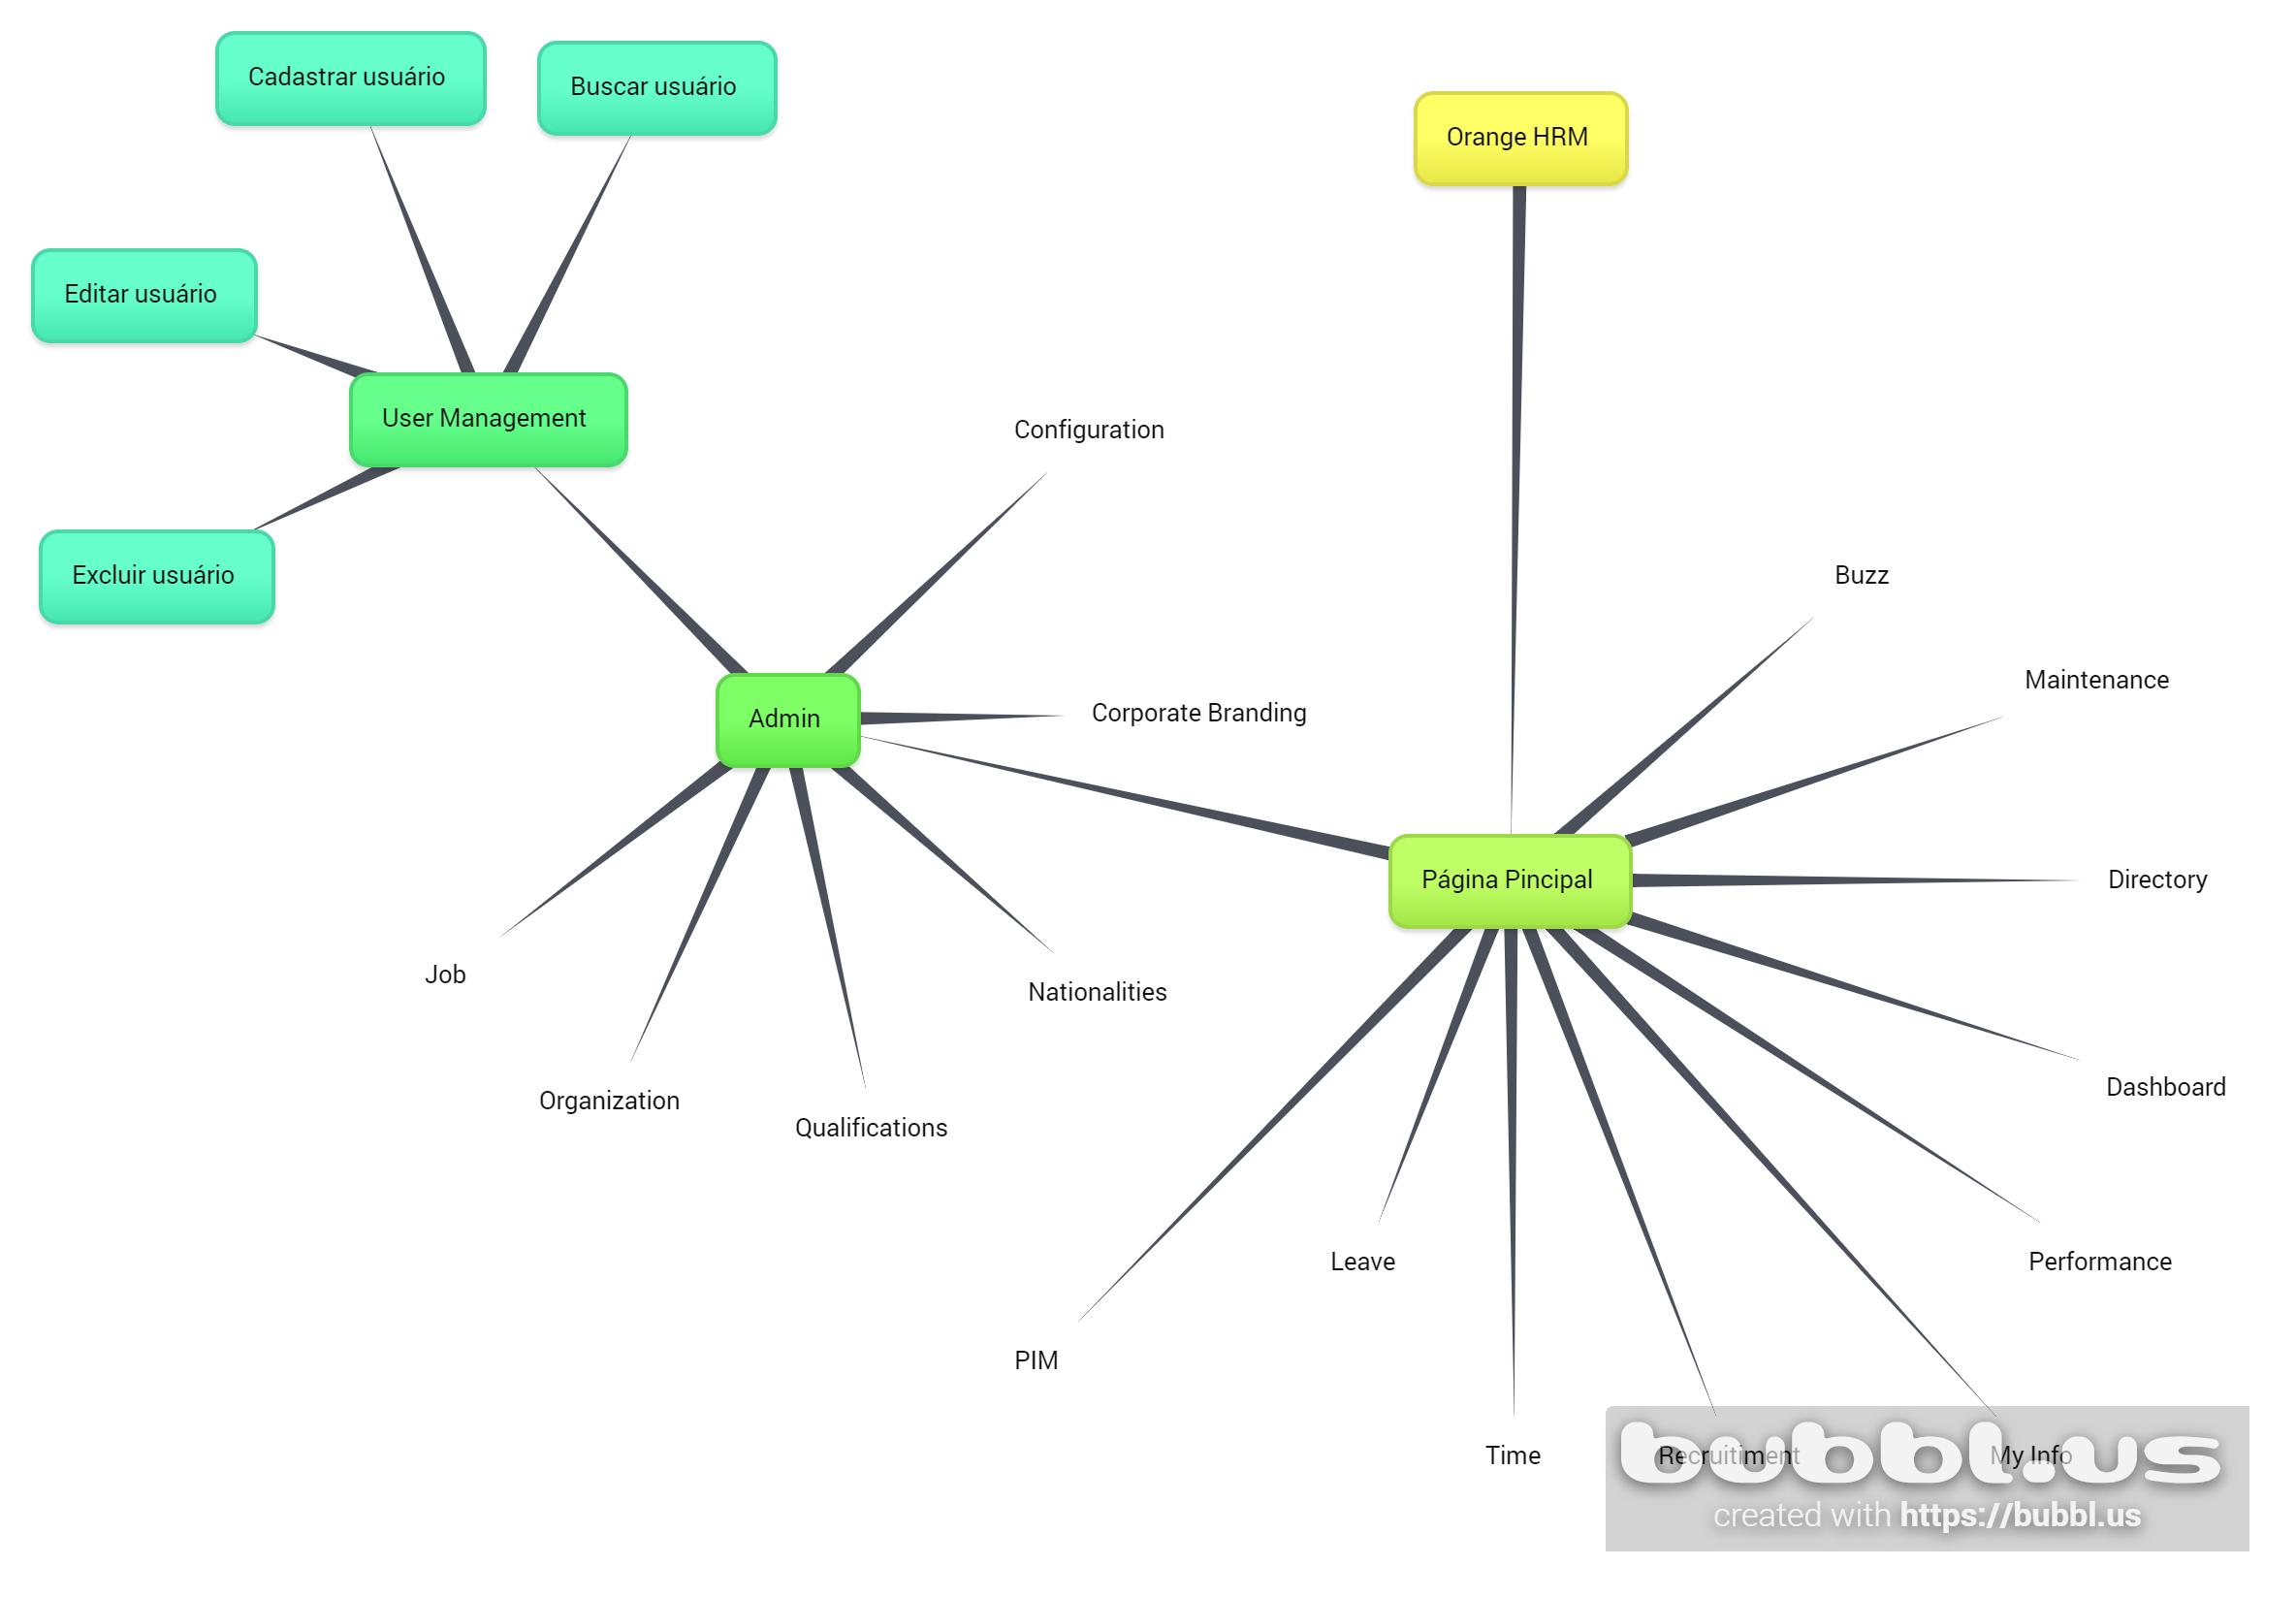 Cadastrar usuário
Buscar usuário
Orange HRM
Editar usuário
User Management
Configuration
Excluir usuário
Buzz
Maintenance
Admin
Corporate Branding
Página Pincipal
Directory
Job
Nationalities
Organization
Qualifications
Dashboard
Leave
Performance
PIM
Time
Recruitiment
My Info
bubbl.us
created with https://bubbl.us